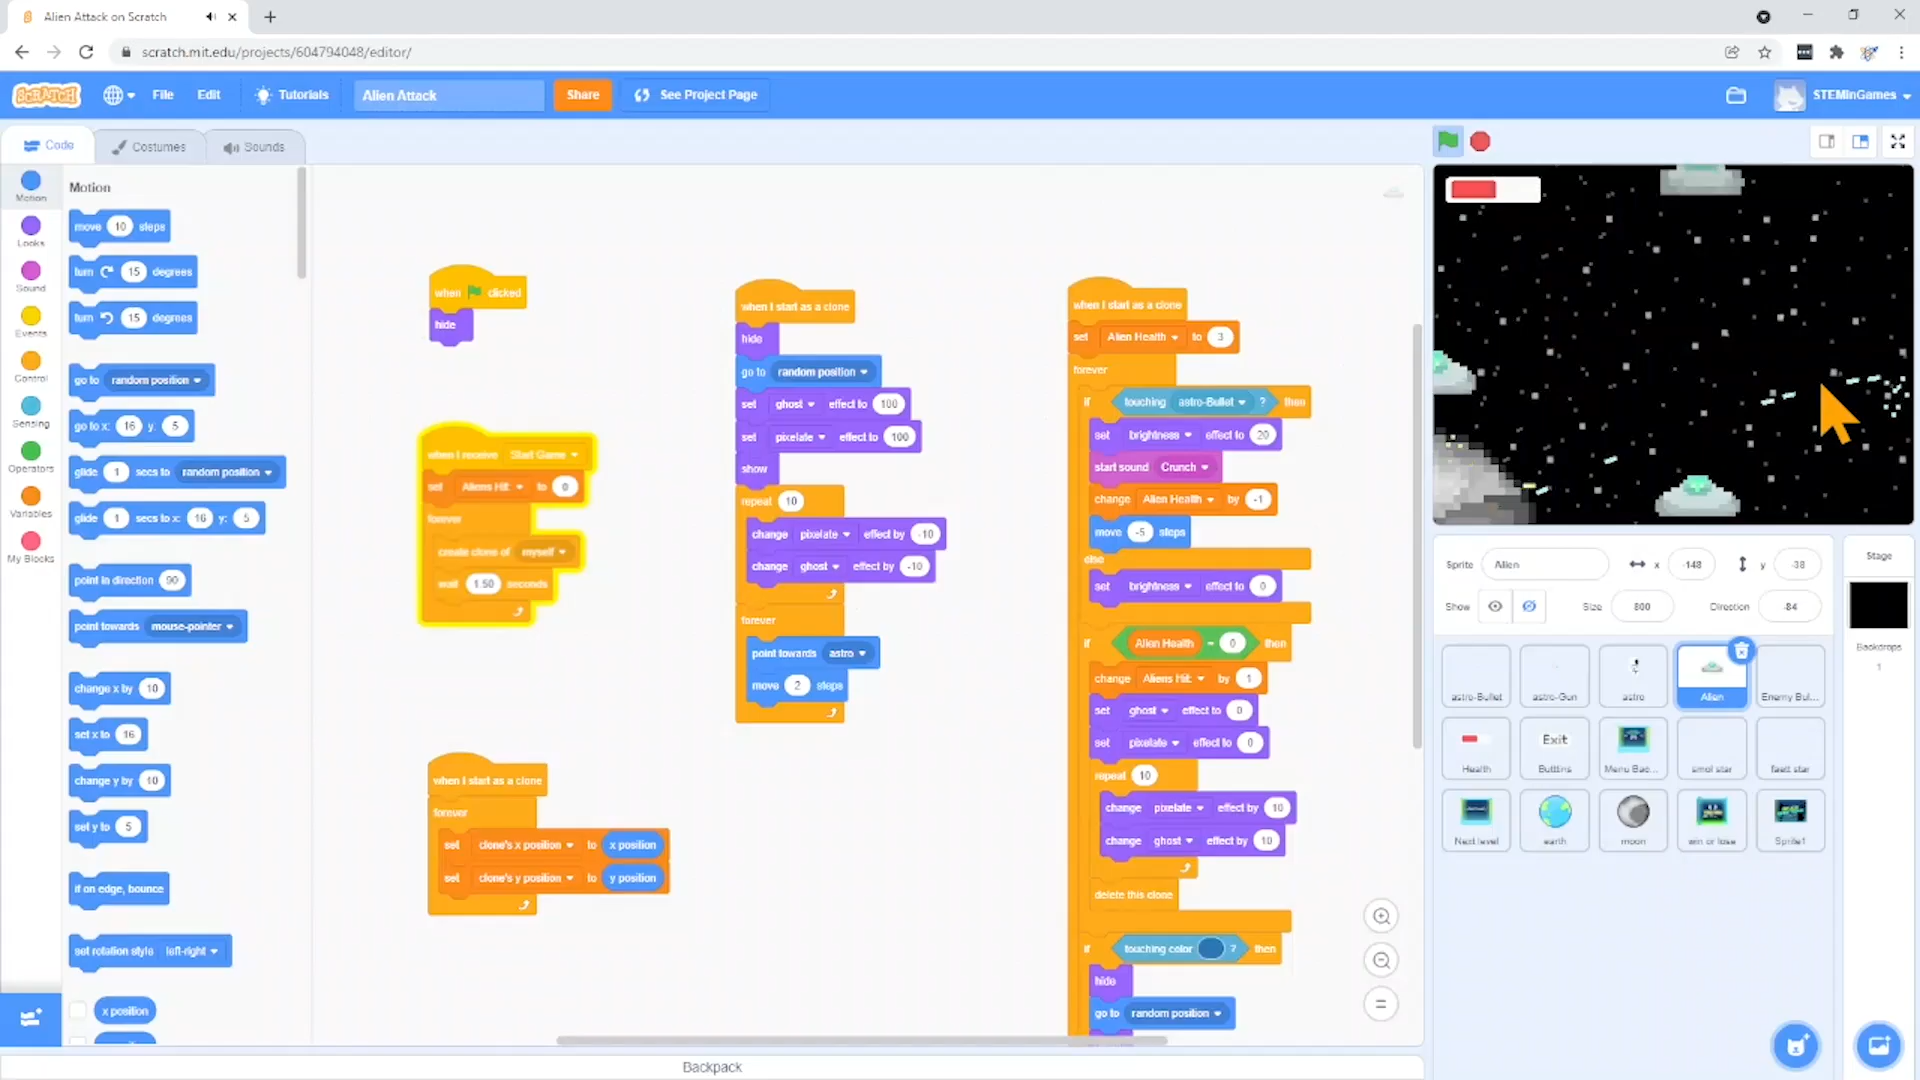 Alien Attack on Scratch
scratch.mit.edu/projects/604794048/editor/
SCRATCH
File
Edit
Tutorials
Alien Attack
Share
See Project Page
STEMInGames
Code
Costumes
Sounds
Motion
Looks
Sound
Events
Control
Sensing
Operators
Variables
My Blocks
Motion
move 10 steps
turn 15 degrees
turn 15 degrees
go to random position
go to x: 16 y: 5
glide 1 secs to random position
glide 1 secs to x: 16 y: 5
point in direction 90
point towards mouse-pointer
change x by 10
set x to 16
change y by 10
set y to 5
if on edge, bounce
set rotation style left-right
x position
when clicked
hide
when I receive Start Game
set Aliens Hit to 0
forever
create clone of myself
wait 1.50 seconds
when I start as a clone
forever
set clone's x position to x position
set clone's y position to y position
when I start as a clone
hide
go to random position
set ghost effect to 100
set pixelate effect to 100
show
repeat 10
change pixelate effect by -10
change ghost effect by -10
forever
point towards astro
move 2 steps
when I start as a clone
set Alien Health to 3
forever
if touching astro-Bullet ? then
set brightness effect to 20
start sound Crunch
change Alien Health by -1
move -5 steps
else
set brightness effect to 0
if Alien Health = 0 then
change Aliens Hit by 1
set ghost effect to 0
set pixelate effect to 0
repeat 10
change pixelate effect by 10
change ghost effect by 10
delete this clone
if touching color ? then
hide
go to random position
Backpack
Sprite Alien x -148 y -38
Show Size 800 Direction -84
astro-Bullet
astro-Gun
astro
Alien
Enemy Bul...
Health
Exit
Buttins
Menu Bac...
smol star
fastt star
Next level
earth
moon
win or lose
Sprite1
Stage
Backdrops
1